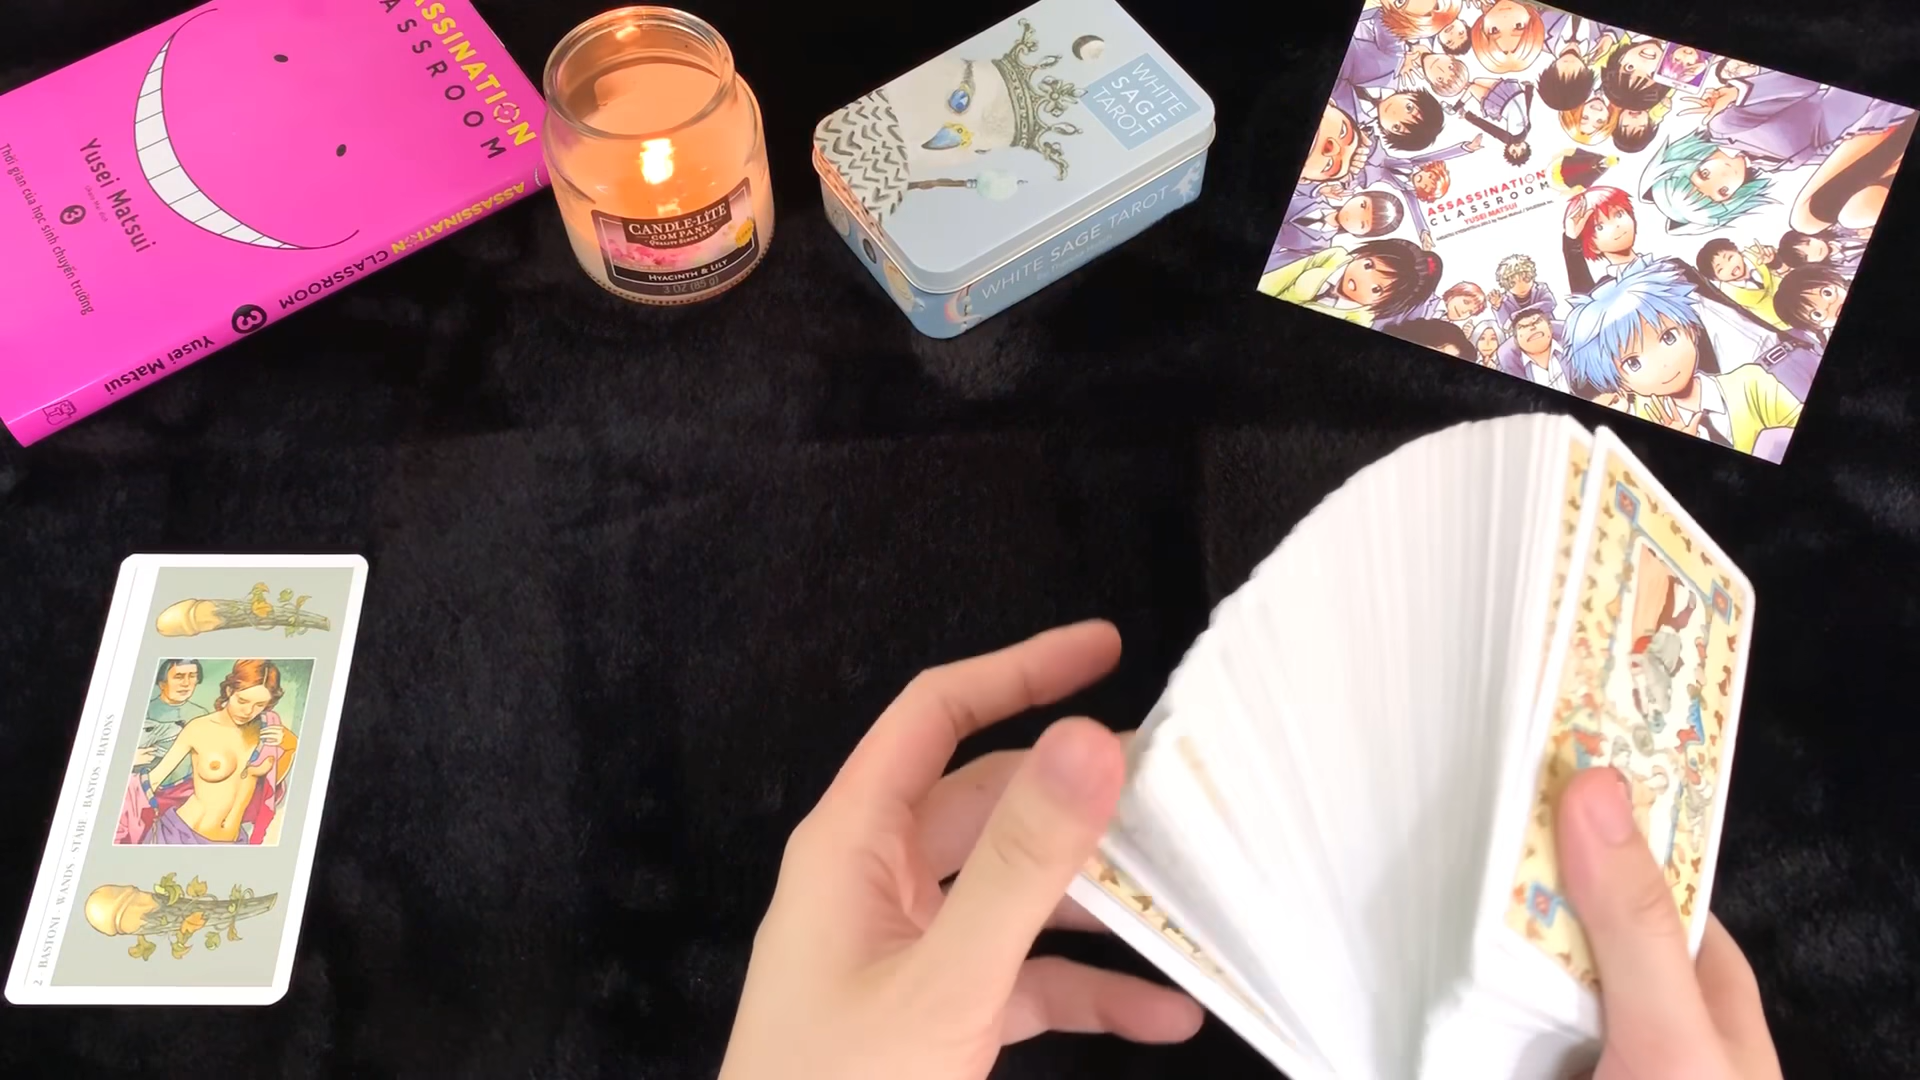 ASSASSINATION
CLASSROOM
Yusei Matsui
3
Thời gian của học sinh chuyển trường
ASSASSINATION CLASSROOM
3
Yusei Matsui
CANDLE-LITE
COMPANY
HYACINTH & LILY
3 OZ (85 g)
WHITE
SAGE
TAROT
WHITE SAGE TAROT
ASSASSINATION
CLASSROOM
YUSEI MATSUI
2 BASTONI · WANDS · STÄBE · BASTOS · BATONS